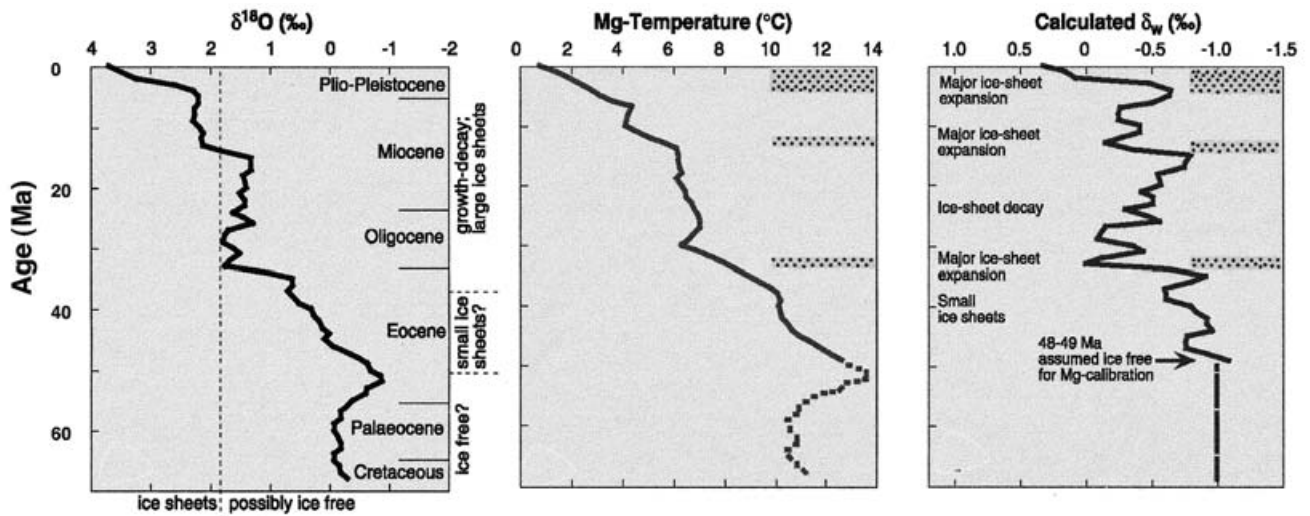 δ18O (‰)
4 3 2 1 0 -1 -2
Age (Ma)
0
20
40
60
Plio-Pleistocene
Miocene
Oligocene
Eocene
Palaeocene
Cretaceous
growth-decay;
large ice sheets
small ice
sheets?
ice free?
ice sheets
possibly ice free
Mg-Temperature (°C)
0 2 4 6 8 10 12 14
Calculated δw (‰)
1.0 0.5 0 -0.5 -1.0 -1.5
Major ice-sheet
expansion
Major ice-sheet
expansion
Ice-sheet decay
Major ice-sheet
expansion
Small
ice sheets
48-49 Ma
assumed ice free
for Mg-calibration